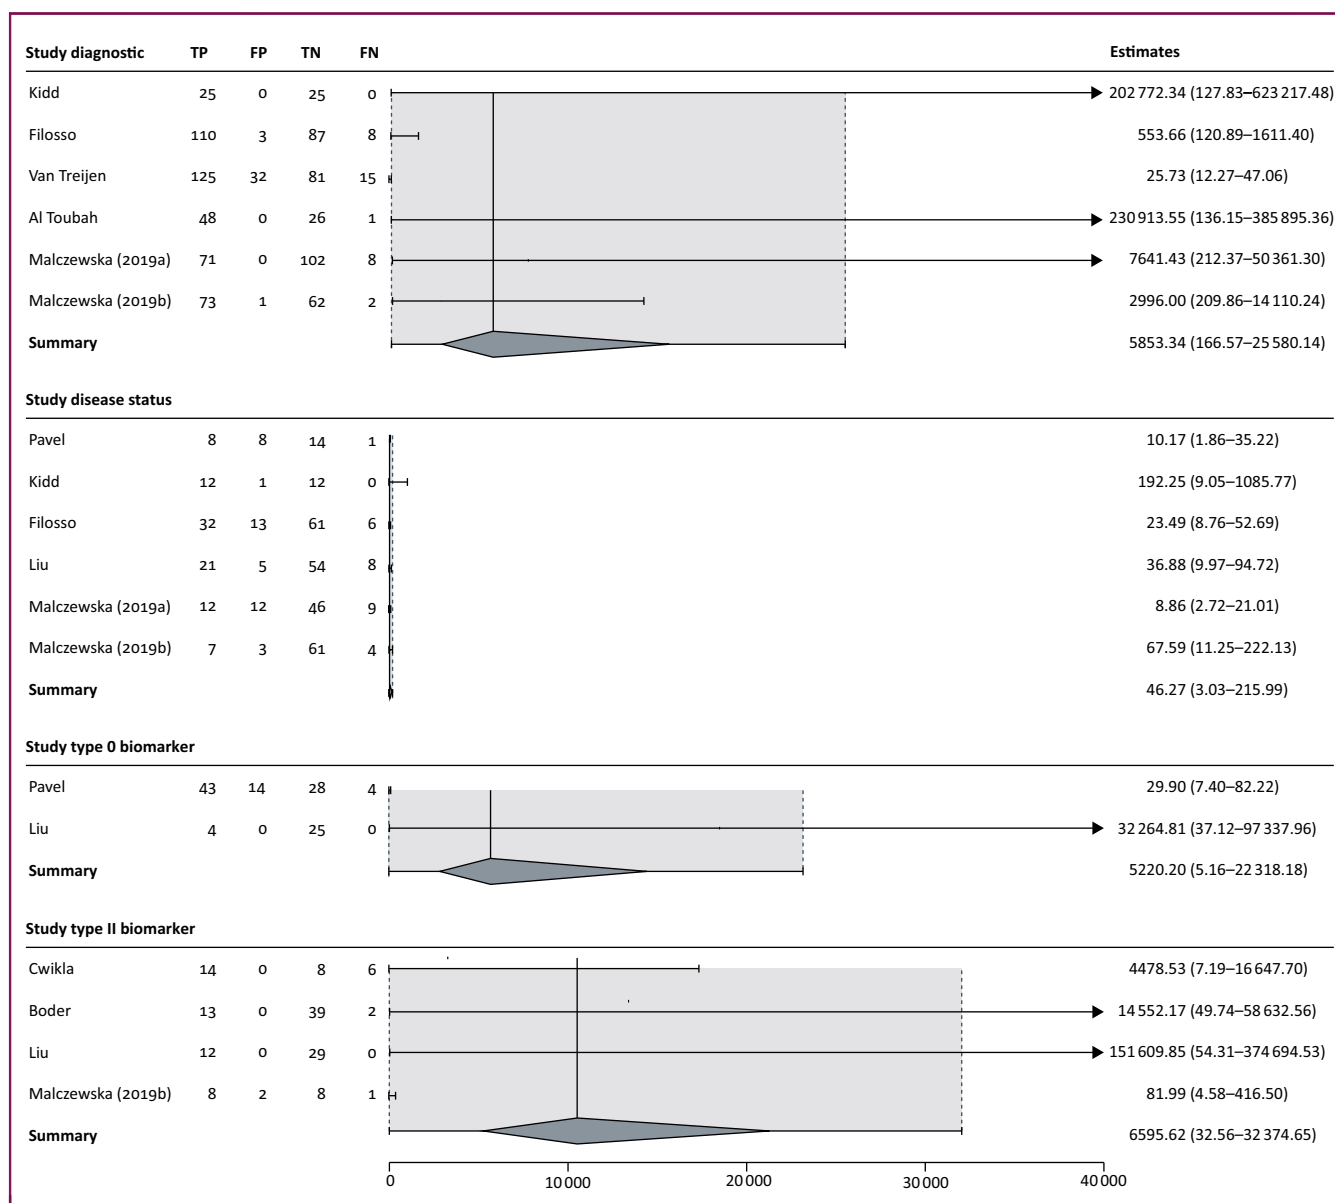 Study diagnostic TP FP TN FN Estimates
Kidd 25 0 25 0 202 772.34 (127.83–623 217.48)
Filosso 110 3 87 8 553.66 (120.89–1611.40)
Van Treijen 125 32 81 15 25.73 (12.27–47.06)
Al Toubah 48 0 26 1 230 913.55 (136.15–385 895.36)
Malczewska (2019a) 71 0 102 8 7641.43 (212.37–50 361.30)
Malczewska (2019b) 73 1 62 2 2996.00 (209.86–14 110.24)
Summary 5853.34 (166.57–25 580.14)
Study disease status
Pavel 8 8 14 1 10.17 (1.86–35.22)
Kidd 12 1 12 0 192.25 (9.05–1085.77)
Filosso 32 13 61 6 23.49 (8.76–52.69)
Liu 21 5 54 8 36.88 (9.97–94.72)
Malczewska (2019a) 12 12 46 9 8.86 (2.72–21.01)
Malczewska (2019b) 7 3 61 4 67.59 (11.25–222.13)
Summary 46.27 (3.03–215.99)
Study type 0 biomarker
Pavel 43 14 28 4 29.90 (7.40–82.22)
Liu 4 0 25 0 32 264.81 (37.12–97 337.96)
Summary 5220.20 (5.16–22 318.18)
Study type II biomarker
Cwikla 14 0 8 6 4478.53 (7.19–16 647.70)
Boder 13 0 39 2 14 552.17 (49.74–58 632.56)
Liu 12 0 29 0 151 609.85 (54.31–374 694.53)
Malczewska (2019b) 8 2 8 1 81.99 (4.58–416.50)
Summary 6595.62 (32.56–32 374.65)
0 10 000 20 000 30 000 40 000